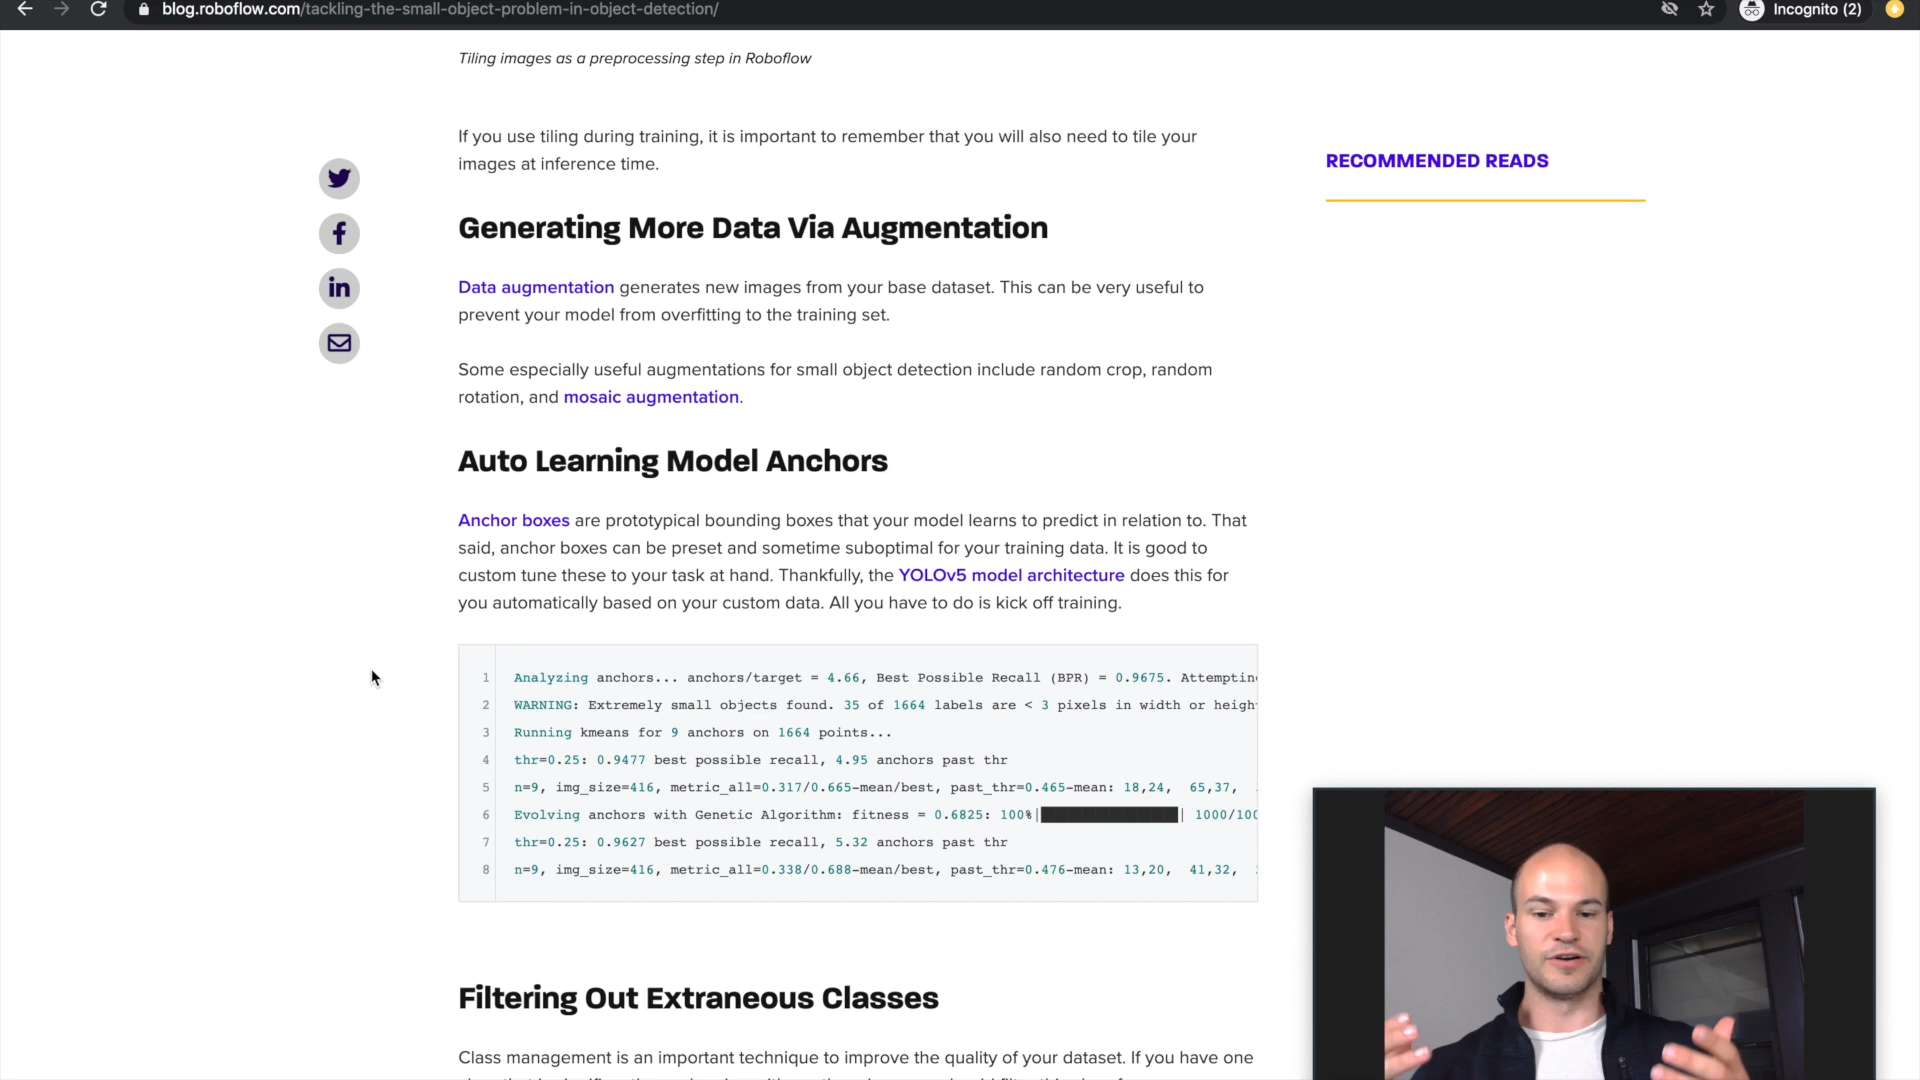 blog.roboflow.com/tackling-the-small-object-problem-in-object-detection/
Incognito (2)
Tiling images as a preprocessing step in Roboflow
If you use tiling during training, it is important to remember that you will also need to tile your
images at inference time.
RECOMMENDED READS
Generating More Data Via Augmentation
Data augmentation generates new images from your base dataset. This can be very useful to
prevent your model from overfitting to the training set.
Some especially useful augmentations for small object detection include random crop, random
rotation, and mosaic augmentation.
Auto Learning Model Anchors
Anchor boxes are prototypical bounding boxes that your model learns to predict in relation to. That
said, anchor boxes can be preset and sometime suboptimal for your training data. It is good to
custom tune these to your task at hand. Thankfully, the YOLOv5 model architecture does this for
you automatically based on your custom data. All you have to do is kick off training.
1 Analyzing anchors... anchors/target = 4.66, Best Possible Recall (BPR) = 0.9675. Attempting
2 WARNING: Extremely small objects found. 35 of 1664 labels are < 3 pixels in width or heigh
3 Running kmeans for 9 anchors on 1664 points...
4 thr=0.25: 0.9477 best possible recall, 4.95 anchors past thr
5 n=9, img_size=416, metric_all=0.317/0.665-mean/best, past_thr=0.465-mean: 18,24, 65,37,
6 Evolving anchors with Genetic Algorithm: fitness = 0.6825: 100%|██████████| 1000/100
7 thr=0.25: 0.9627 best possible recall, 5.32 anchors past thr
8 n=9, img_size=416, metric_all=0.338/0.688-mean/best, past_thr=0.476-mean: 13,20, 41,32,
Filtering Out Extraneous Classes
Class management is an important technique to improve the quality of your dataset. If you have one